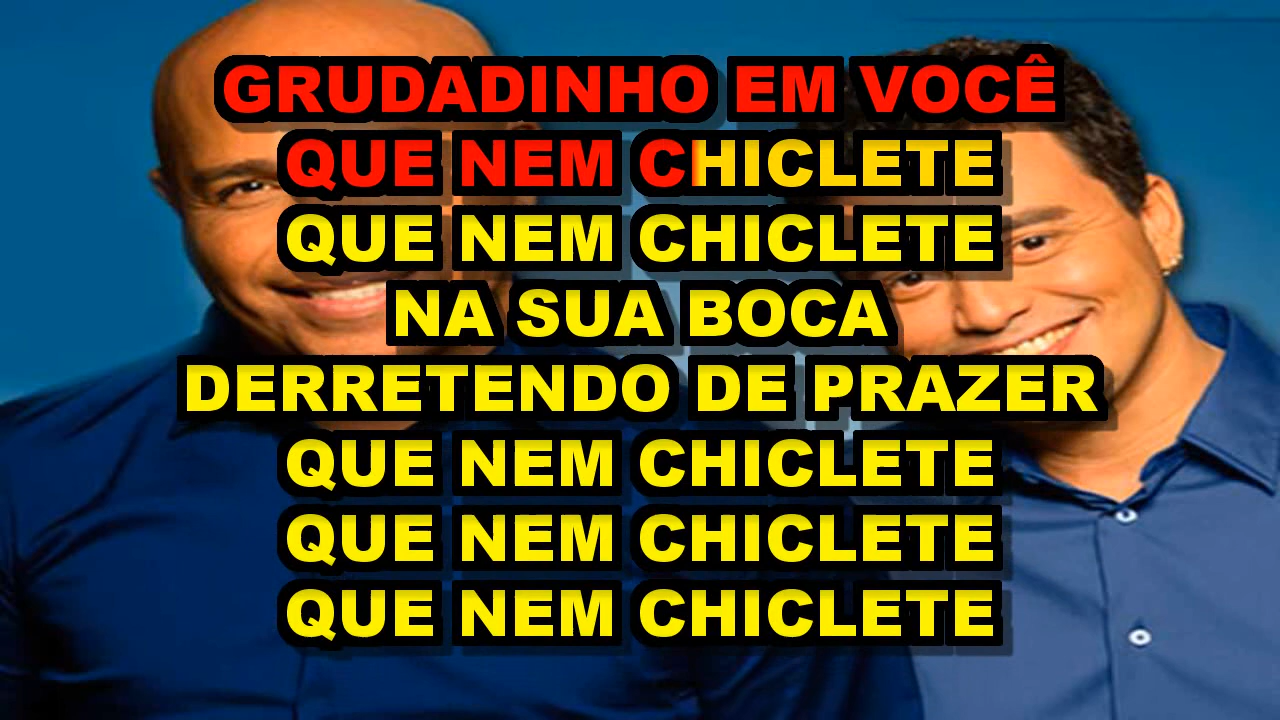 GRUDADINHO EM VOCÊ
QUE NEM CHICLETE
QUE NEM CHICLETE
NA SUA BOCA
DERRETENDO DE PRAZER
QUE NEM CHICLETE
QUE NEM CHICLETE
QUE NEM CHICLETE